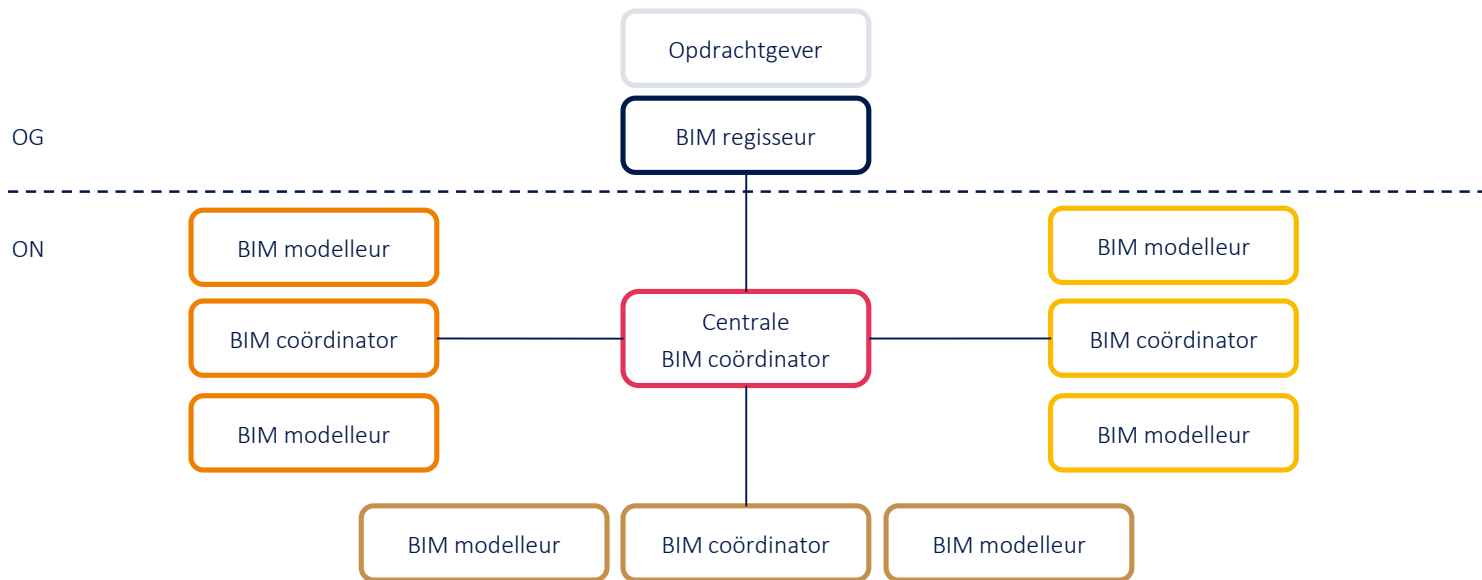 Opdrachtgever
BIM regisseur
OG
ON
BIM modelleur
BIM modelleur
Centrale
BIM coördinator
BIM coördinator
BIM coördinator
BIM modelleur
BIM modelleur
BIM modelleur
BIM coördinator
BIM modelleur